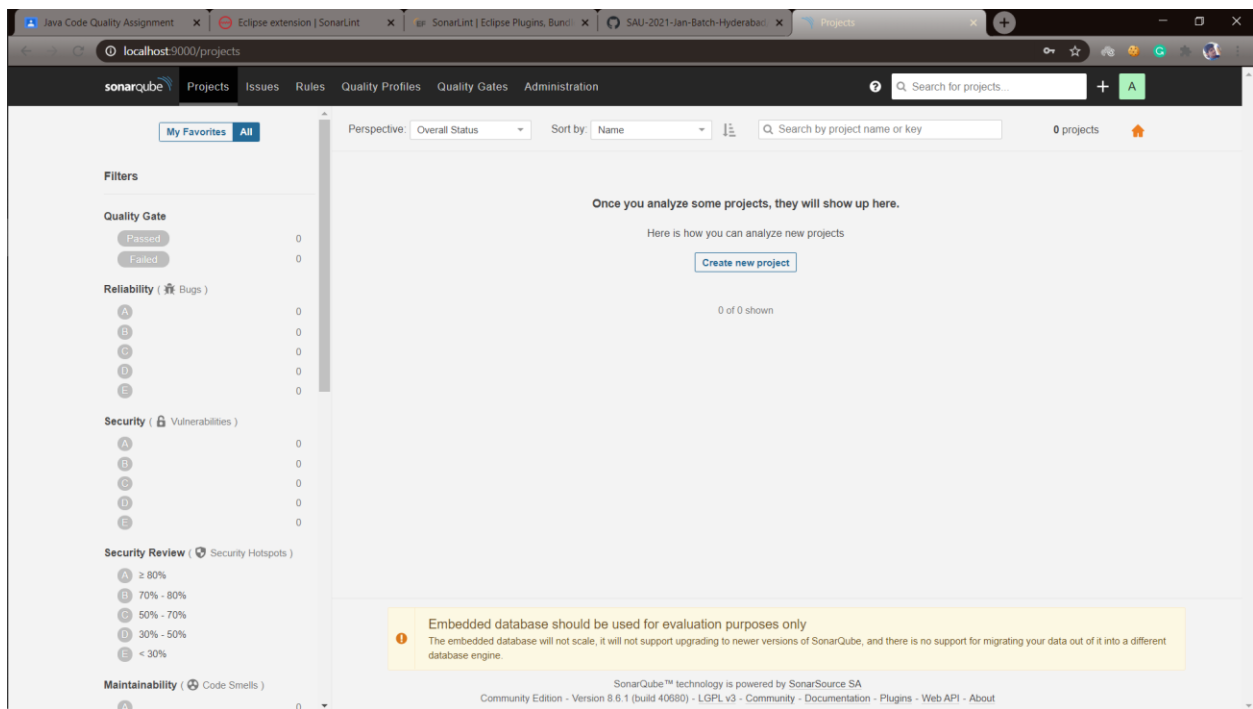 Java Code Quality Assignment
Eclipse extension | SonarLint
SonarLint | Eclipse Plugins, Bundl
SAU-2021-Jan-Batch-Hyderabad
Projects
localhost:9000/projects
sonarqube Projects Issues Rules Quality Profiles Quality Gates Administration ? Search for projects... + A
My Favorites All
Perspective: Overall Status Sort by: Name Search by project name or key 0 projects
Filters
Quality Gate
Passed 0
Failed 0
Reliability ( Bugs )
A 0
B 0
C 0
D 0
E 0
Security ( Vulnerabilities )
A 0
B 0
C 0
D 0
E 0
Security Review ( Security Hotspots )
A ≥ 80%
B 70% - 80%
C 50% - 70%
D 30% - 50%
E < 30%
Maintainability ( Code Smells )
A 0
Once you analyze some projects, they will show up here.
Here is how you can analyze new projects
Create new project
0 of 0 shown
Embedded database should be used for evaluation purposes only
The embedded database will not scale, it will not support upgrading to newer versions of SonarQube, and there is no support for migrating your data out of it into a different
database engine.
SonarQube™ technology is powered by SonarSource SA
Community Edition - Version 8.6.1 (build 40680) - LGPL v3 - Community - Documentation - Plugins - Web API - About